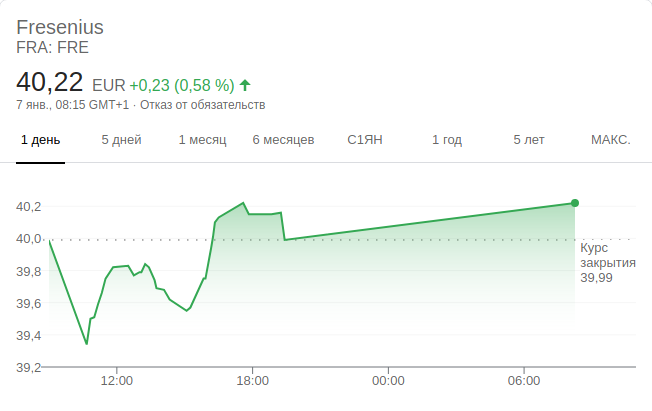 Fresenius
FRA: FRE
40,22 EUR +0,23 (0,58 %)
7 янв., 08:15 GMT+1 · Отказ от обязательств
1 день 5 дней 1 месяц 6 месяцев С1ЯН 1 год 5 лет МАКС.
40,2
40,0
39,8
39,6
39,4
39,2
Курс
закрытия
39,99
12:00 18:00 00:00 06:00